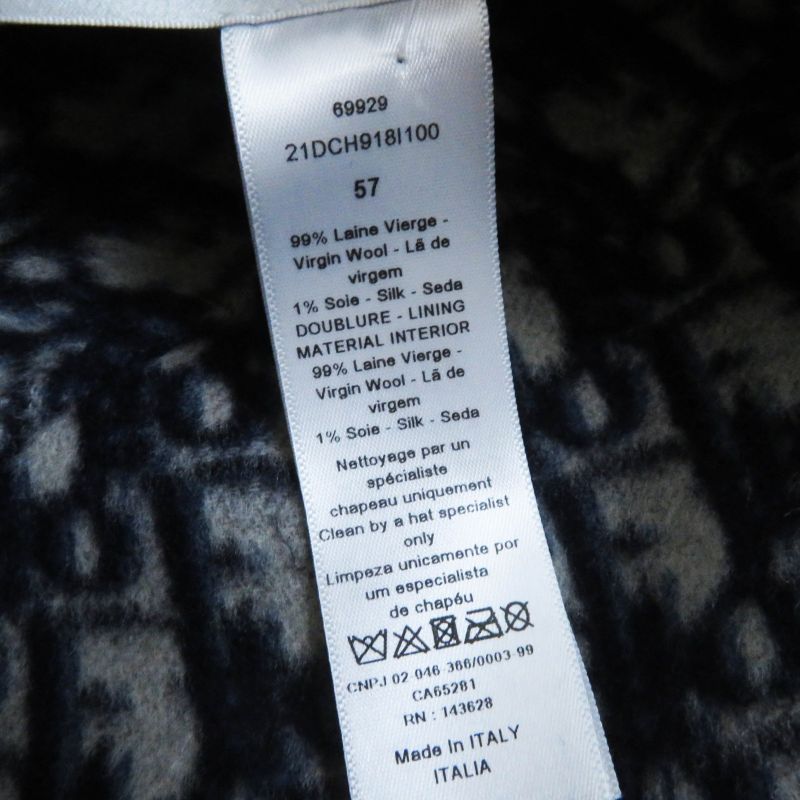 69929
21DCH918I100
57
99% Laine Vierge -
Virgin Wool - Lã de
virgem
1% Soie - Silk - Seda
DOUBLURE - LINING
MATERIAL INTERIOR
99% Laine Vierge -
Virgin Wool - Lã de
virgem
1% Soie - Silk - Seda
Nettoyage par un
spécialiste
chapeau uniquement
Clean by a hat specialist
only
Limpeza unicamente por
um especialista
de chapéu
CNPJ 02-046-366/0003-99
CA65281
RN : 143628
Made In ITALY
ITALIA